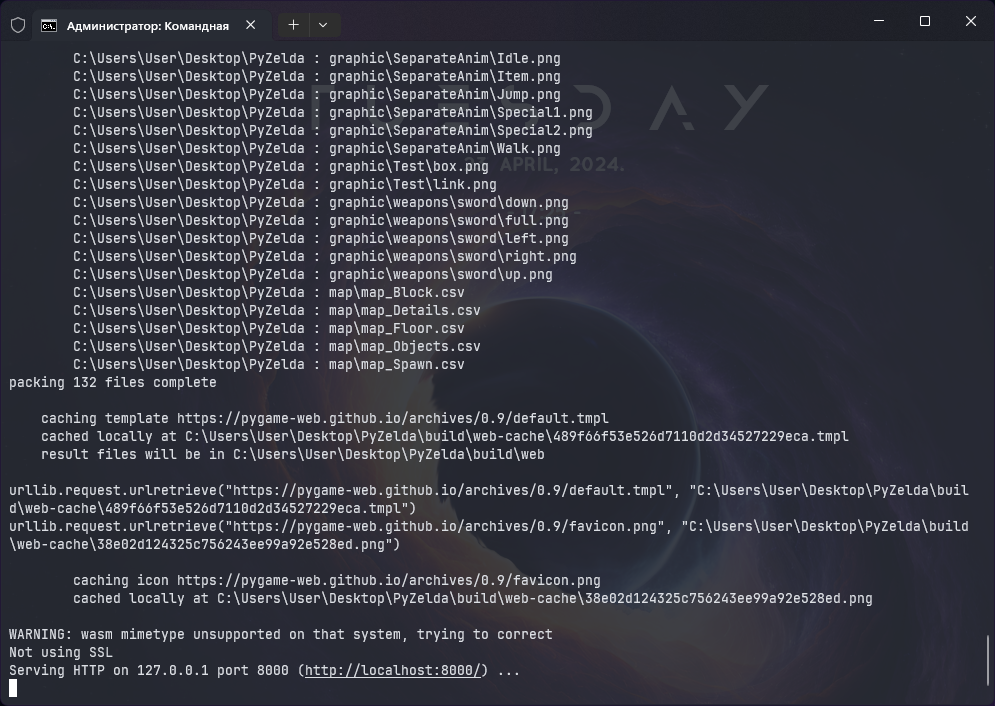 Администратор: Командная
C:\Users\User\Desktop\PyZelda : graphic\SeparateAnim\Idle.png
C:\Users\User\Desktop\PyZelda : graphic\SeparateAnim\Item.png
C:\Users\User\Desktop\PyZelda : graphic\SeparateAnim\Jump.png
C:\Users\User\Desktop\PyZelda : graphic\SeparateAnim\Special1.png
C:\Users\User\Desktop\PyZelda : graphic\SeparateAnim\Special2.png
C:\Users\User\Desktop\PyZelda : graphic\SeparateAnim\Walk.png
C:\Users\User\Desktop\PyZelda : graphic\Test\box.png
C:\Users\User\Desktop\PyZelda : graphic\Test\link.png
C:\Users\User\Desktop\PyZelda : graphic\weapons\sword\down.png
C:\Users\User\Desktop\PyZelda : graphic\weapons\sword\full.png
C:\Users\User\Desktop\PyZelda : graphic\weapons\sword\left.png
C:\Users\User\Desktop\PyZelda : graphic\weapons\sword\right.png
C:\Users\User\Desktop\PyZelda : graphic\weapons\sword\up.png
C:\Users\User\Desktop\PyZelda : map\map_Block.csv
C:\Users\User\Desktop\PyZelda : map\map_Details.csv
C:\Users\User\Desktop\PyZelda : map\map_Floor.csv
C:\Users\User\Desktop\PyZelda : map\map_Objects.csv
C:\Users\User\Desktop\PyZelda : map\map_Spawn.csv
packing 132 files complete
caching template https://pygame-web.github.io/archives/0.9/default.tmpl
cached locally at C:\Users\User\Desktop\PyZelda\build\web-cache\489f66f53e526d7110d2d34527229eca.tmpl
result files will be in C:\Users\User\Desktop\PyZelda\build\web
urllib.request.urlretrieve("https://pygame-web.github.io/archives/0.9/default.tmpl", "C:\Users\User\Desktop\PyZelda\buil
d\web-cache\489f66f53e526d7110d2d34527229eca.tmpl")
urllib.request.urlretrieve("https://pygame-web.github.io/archives/0.9/favicon.png", "C:\Users\User\Desktop\PyZelda\build
\web-cache\38e02d124325c756243ee99a92e528ed.png")
caching icon https://pygame-web.github.io/archives/0.9/favicon.png
cached locally at C:\Users\User\Desktop\PyZelda\build\web-cache\38e02d124325c756243ee99a92e528ed.png
WARNING: wasm mimetype unsupported on that system, trying to correct
Not using SSL
Serving HTTP on 127.0.0.1 port 8000 (http://localhost:8000/) ...
TUESDAY
23 APRIL, 2024.